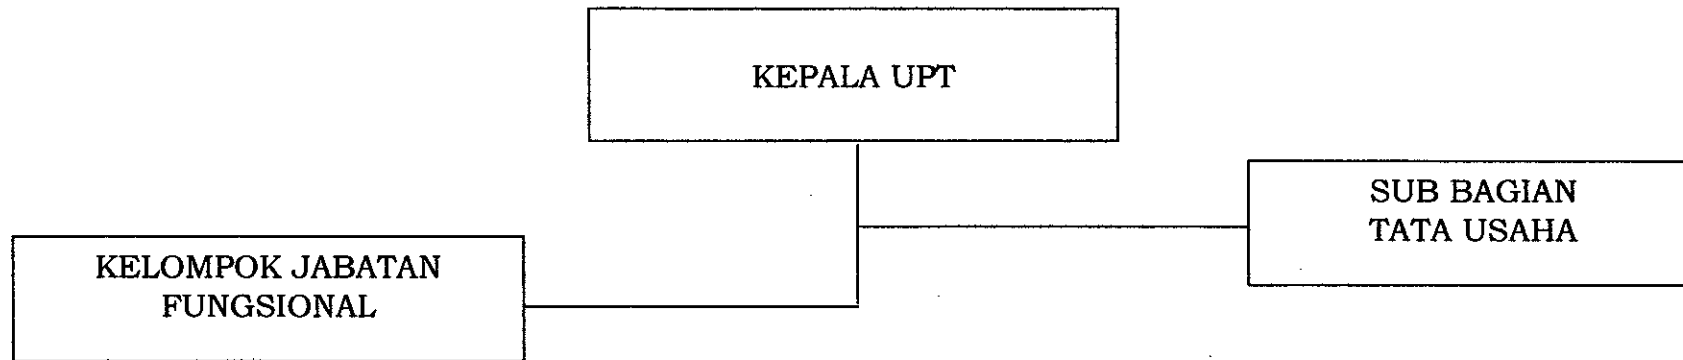 KEPALA UPT
SUB BAGIAN
TATA USAHA
KELOMPOK JABATAN
FUNGSIONAL